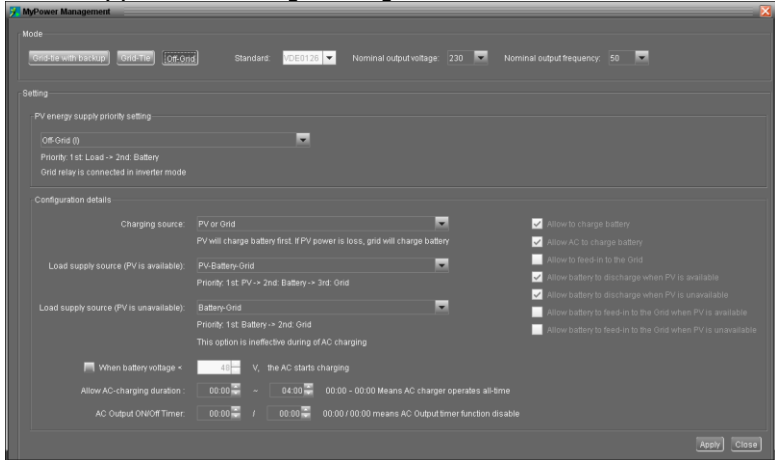 MyPower Management
Mode
Grid-tie with backup Grid-Tie Off-Grid Standard: VDE0126 Nominal output voltage: 230 Nominal output frequency: 50
Setting
PV energy supply priority setting
Off-Grid (I)
Priority: 1st: Load -> 2nd: Battery
Grid relay is connected in inverter mode
Configuration details
Charging source: PV or Grid
PV will charge battery first. If PV power is loss, grid will charge battery
Load supply source (PV is available): PV-Battery-Grid
Priority: 1st: PV-> 2nd: Battery -> 3rd: Grid
Load supply source (PV is unavailable): Battery-Grid
Priority: 1st: Battery -> 2nd: Grid
This option is ineffective during of AC charging
Allow to charge battery
Allow AC to charge battery
Allow to feed-in to the Grid
Allow battery to discharge when PV is available
Allow battery to discharge when PV is unavailable
Allow battery to feed-in to the Grid when PV is available
Allow battery to feed-in to the Grid when PV is unavailable
When battery voltage < 48 V, the AC starts charging
Allow AC-charging duration : 00:00 ~ 04:00 00:00 - 00:00 Means AC charger operates all-time
AC Output ON/Off Timer: 00:00 / 00:00 00:00 / 00:00 means AC Output timer function disable
Apply Close